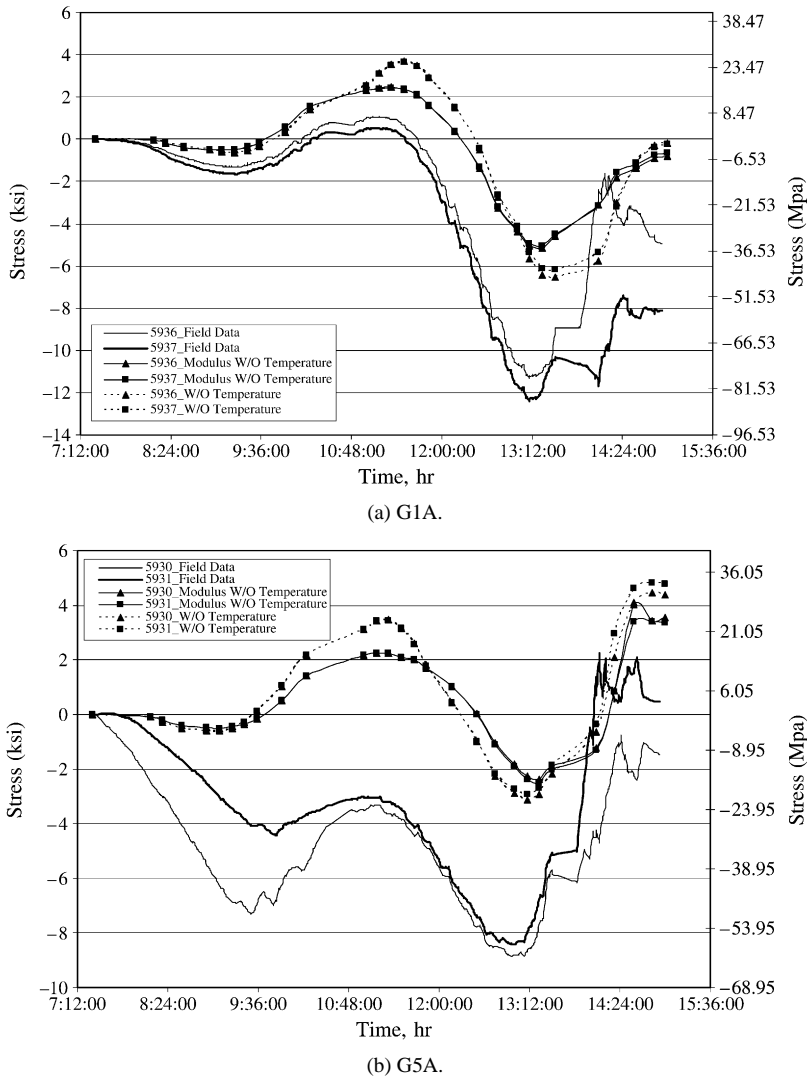 6
4
2
0
−2
−4
−6
−8
−10
−12
−14
Stress (ksi)
38.47
23.47
8.47
−6.53
−21.53
−36.53
−51.53
−66.53
−81.53
−96.53
Stress (Mpa)
5936_Field Data
5937_Field Data
5936_Modulus W/O Temperature
5937_Modulus W/O Temperature
5936_W/O Temperature
5937_W/O Temperature
7:12:00 8:24:00 9:36:00 10:48:00 12:00:00 13:12:00 14:24:00 15:36:00
Time, hr
(a) G1A.
6
4
2
0
−2
−4
−6
−8
−10
Stress (ksi)
36.05
21.05
6.05
−8.95
−23.95
−38.95
−53.95
−68.95
Stress (Mpa)
5930_Field Data
5931_Field Data
5930_Modulus W/O Temperature
5931_Modulus W/O Temperature
5930_W/O Temperature
5931_W/O Temperature
7:12:00 8:24:00 9:36:00 10:48:00 12:00:00 13:12:00 14:24:00 15:36:00
Time, hr
(b) G5A.